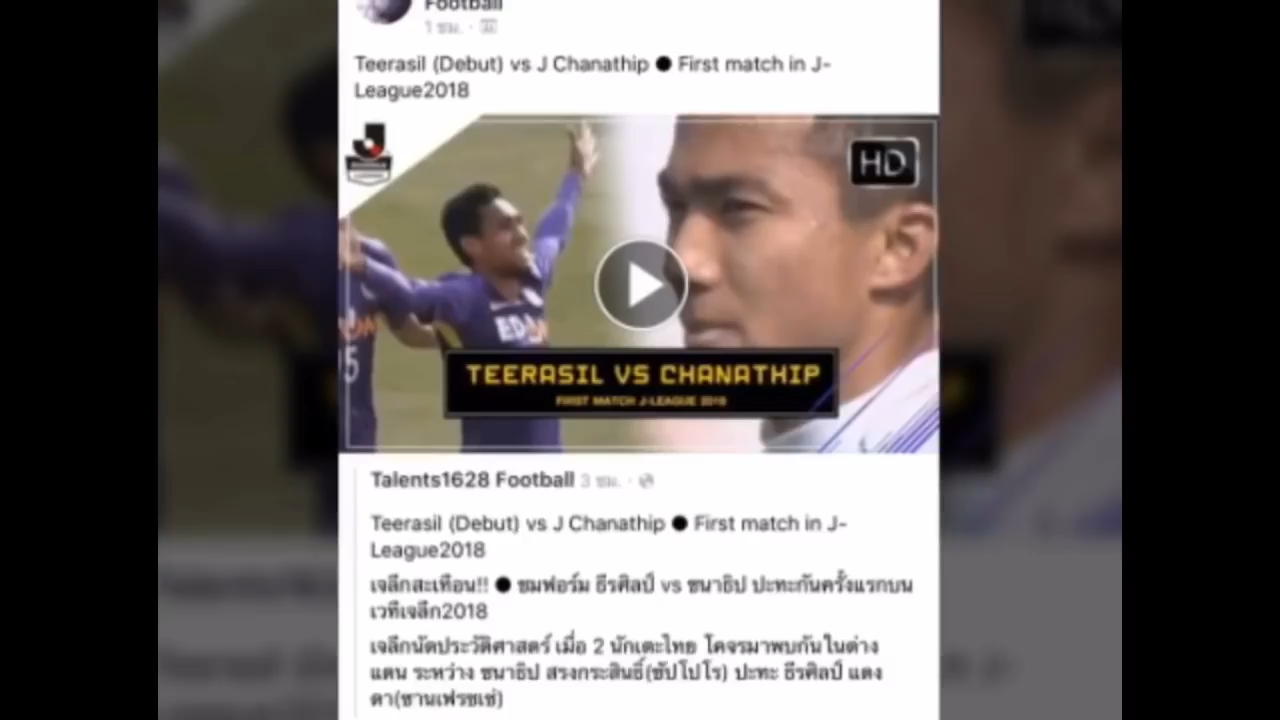 Football
1 ชม.
Teerasil (Debut) vs J Chanathip ● First match in J-
League2018
HD
EDI
5
TEERASIL VS CHANATHIP
FIRST MATCH J-LEAGUE 2018
Talents1628 Football 3 ชม.
Teerasil (Debut) vs J Chanathip ● First match in J-
League2018
เจลีกสะเทือน!! ● ชมฟอร์ม ธีรศิลป์ vs ชนาธิป ปะทะกันครั้งแรกบน
เวทีเจลีก2018
เจลีกนัดประวัติศาสตร์ เมื่อ 2 นักเตะไทย โคจรมาพบกันในต่าง
แดน ระหว่าง ชนาธิป สรงกระสินธิ์(ซัปโปโร) ปะทะ ธีรศิลป์ แดง
ดา(ซานเฟรซเซ่)